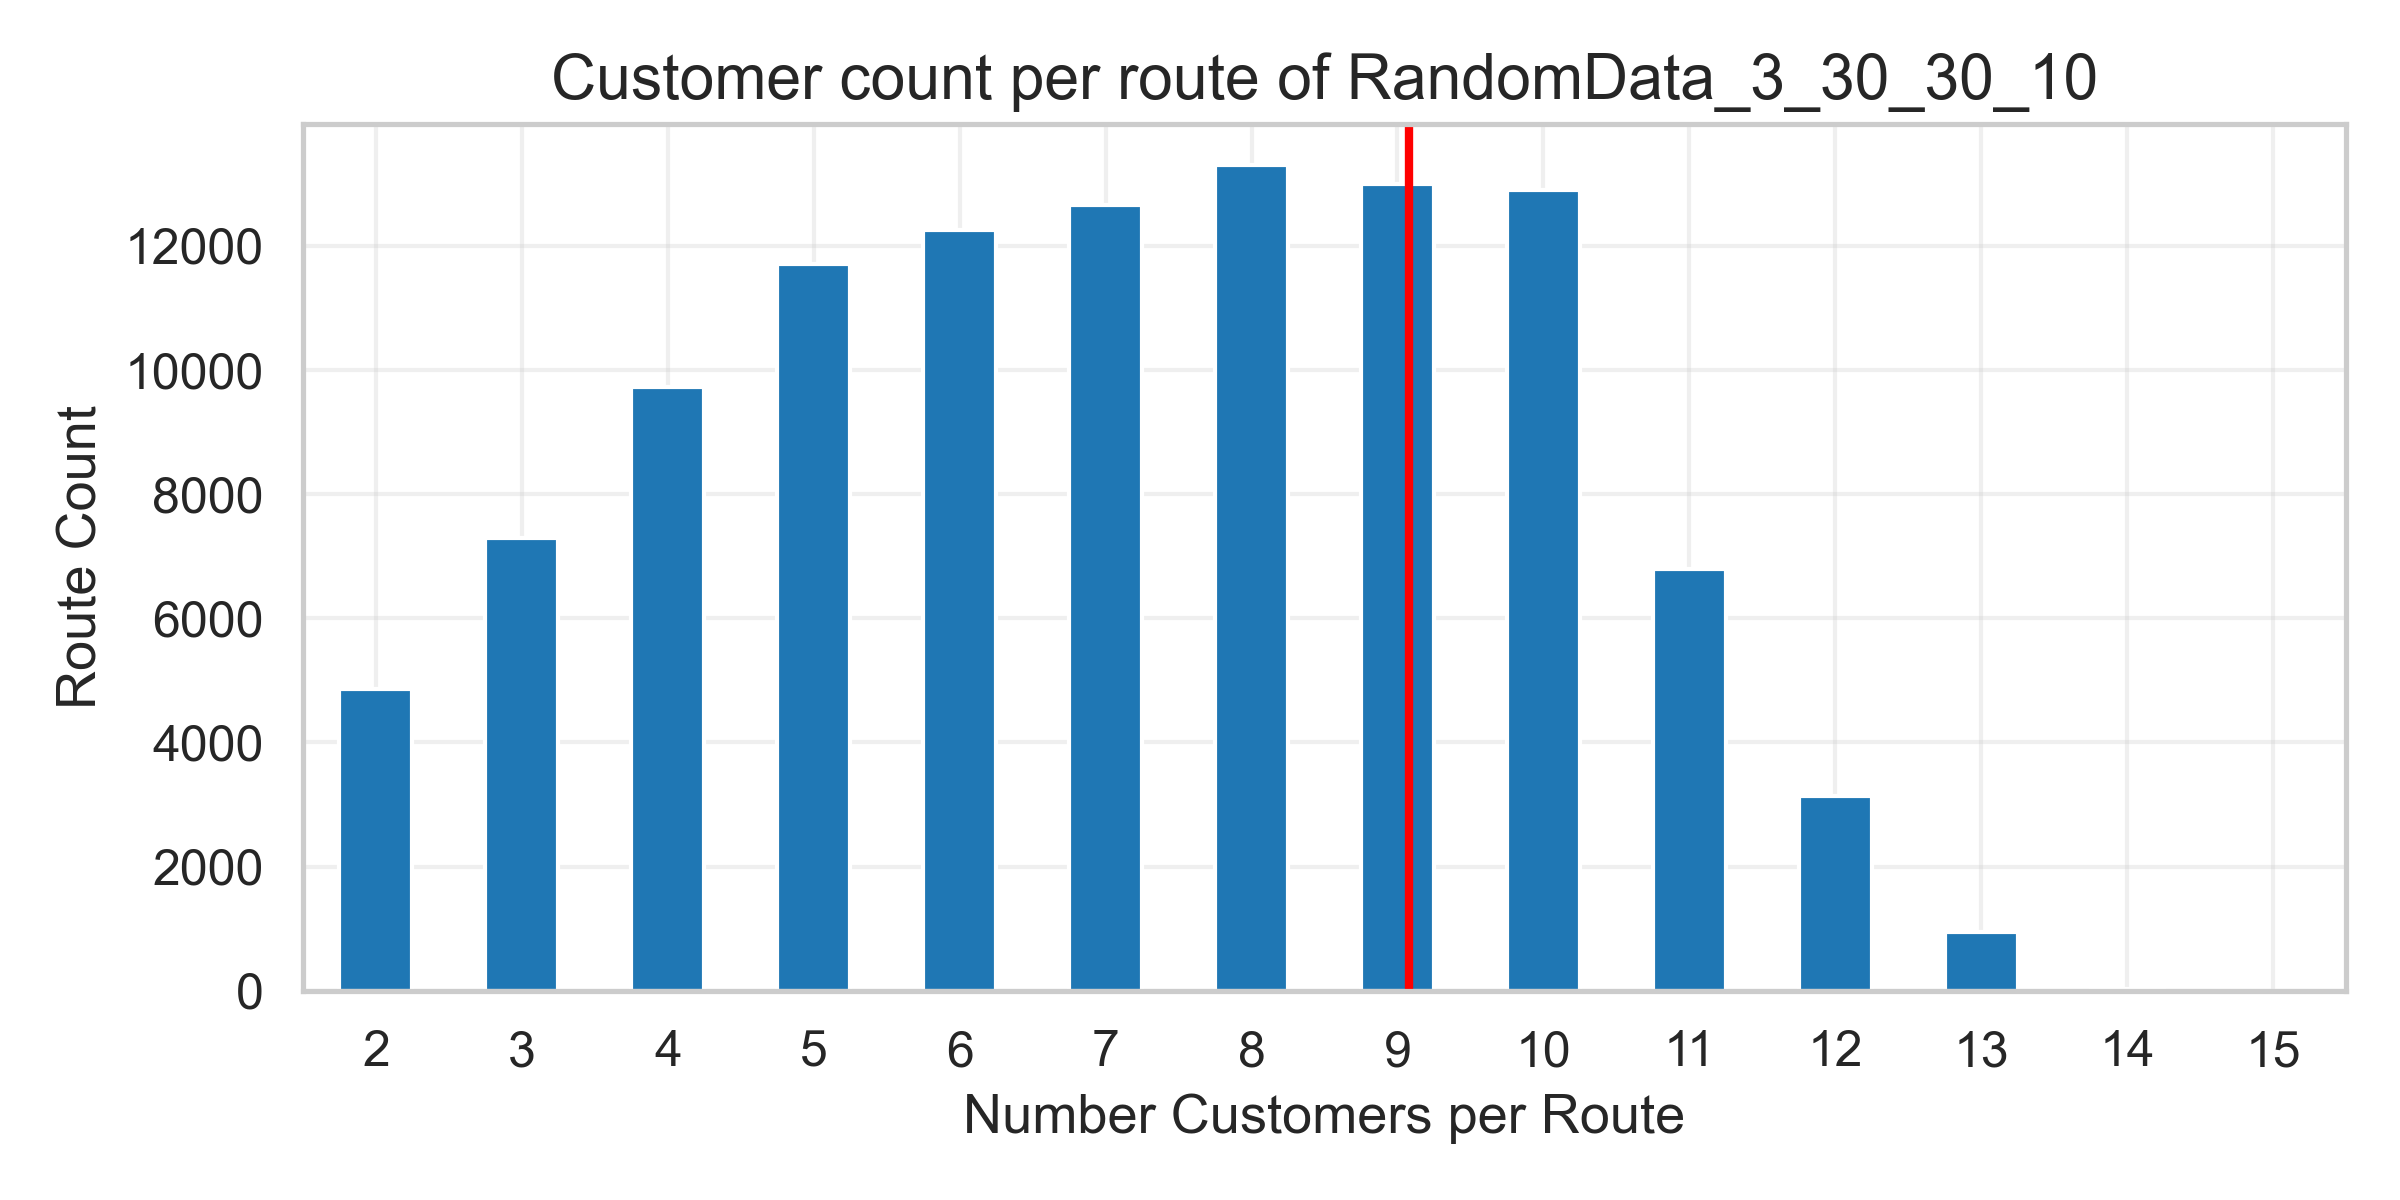 Customer count per route of RandomData_3_30_30_10
Route Count
12000
10000
8000
6000
4000
2000
0
2 3 4 5 6 7 8 9 10 11 12 13 14 15
Number Customers per Route